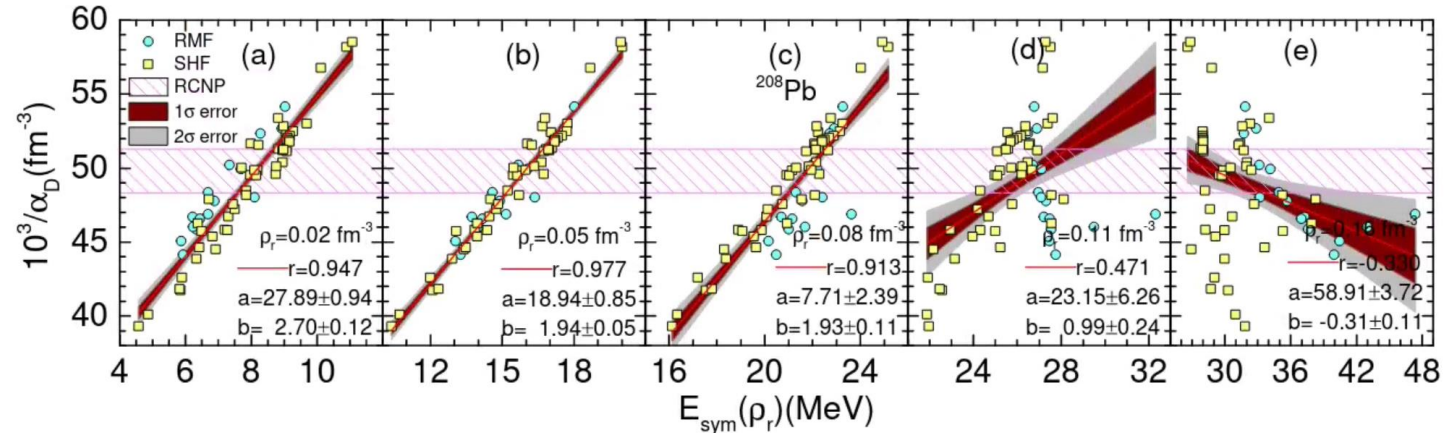 10³/α_D(fm⁻³)
60
55
50
45
40
RMF
SHF
RCNP
1σ error
2σ error
(a)
ρ_r=0.02 fm⁻³
r=0.947
a=27.89±0.94
b= 2.70±0.12
4 6 8 10
(b)
ρ_r=0.05 fm⁻³
r=0.977
a=18.94±0.85
b= 1.94±0.05
12 15 18
(c)
²⁰⁸Pb
ρ_r=0.08 fm⁻³
r=0.913
a=7.71±2.39
b=1.93±0.11
16 20 24
(d)
ρ_r=0.11 fm⁻³
r=0.471
a=23.15±6.26
b= 0.99±0.24
24 28 32
(e)
ρ_r=0.16 fm⁻³
r=-0.330
a=58.91±3.72
b= -0.31±0.11
30 36 42 48
E_sym(ρ_r)(MeV)